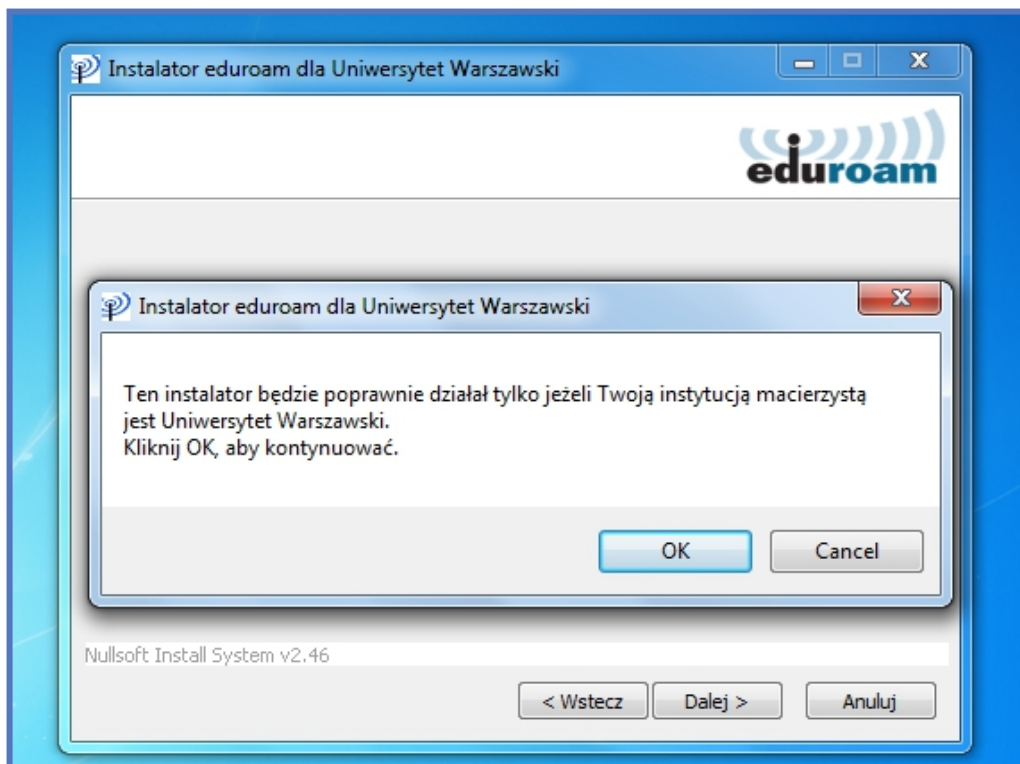 Instalator eduroam dla Uniwersytet Warszawski
eduroam
Instalator eduroam dla Uniwersytet Warszawski
Ten instalator będzie poprawnie działał tylko jeżeli Twoją instytucją macierzystą
jest Uniwersytet Warszawski.
Kliknij OK, aby kontynuować.
OK Cancel
Nullsoft Install System v2.46
< Wstecz Dalej > Anuluj